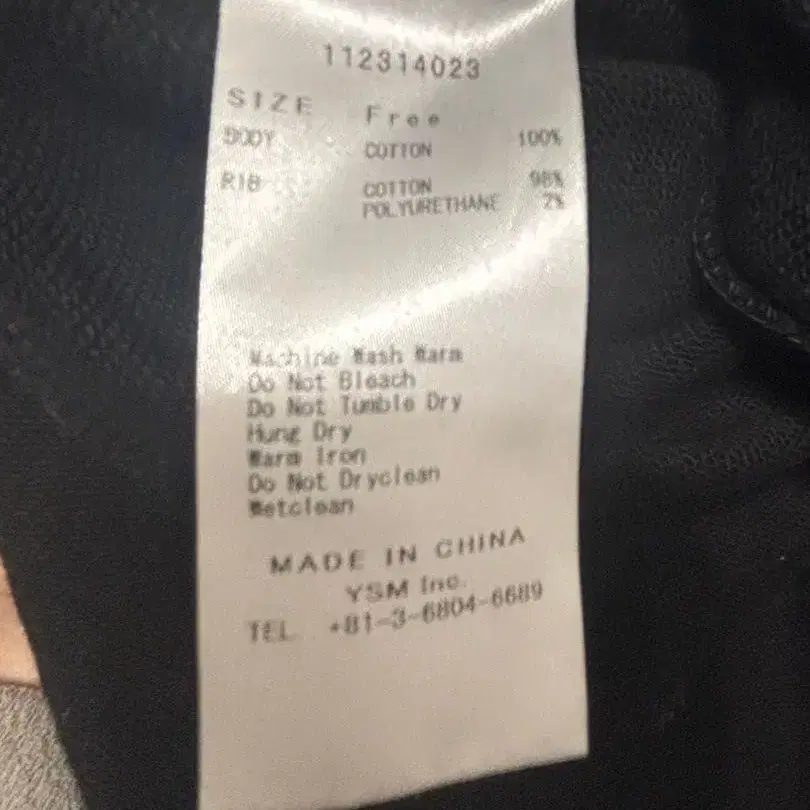 112314023
SIZE Free
BODY COTTON 100%
RIB COTTON 98%
POLYURETHANE 2%
Machine Wash Warm
Do Not Bleach
Do Not Tumble Dry
Hung Dry
Warm Iron
Do Not Dryclean
Wetclean
MADE IN CHINA
YSM Inc.
TEL +81-3-6804-6689